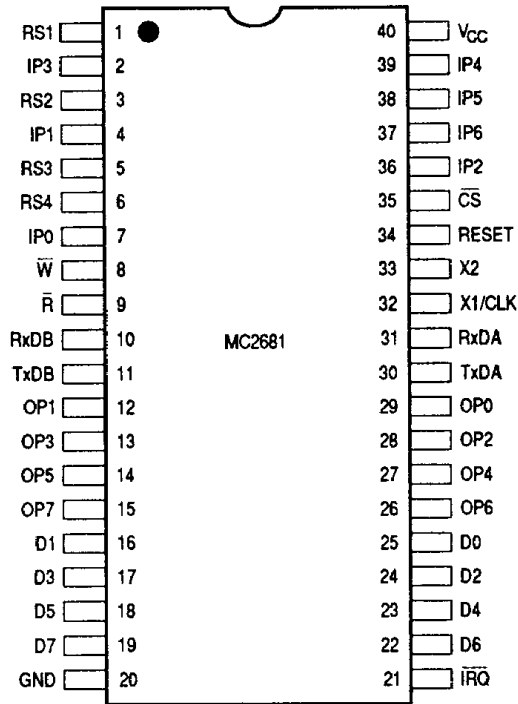 RS1 1 40 VCC
IP3 2 39 IP4
RS2 3 38 IP5
IP1 4 37 IP6
RS3 5 36 IP2
RS4 6 35 C̅S̅
IP0 7 34 RESET
W̅ 8 33 X2
R̅ 9 32 X1/CLK
RxDB 10 MC2681 31 RxDA
TxDB 11 30 TxDA
OP1 12 29 OP0
OP3 13 28 OP2
OP5 14 27 OP4
OP7 15 26 OP6
D1 16 25 D0
D3 17 24 D2
D5 18 23 D4
D7 19 22 D6
GND 20 21 I̅R̅Q̅